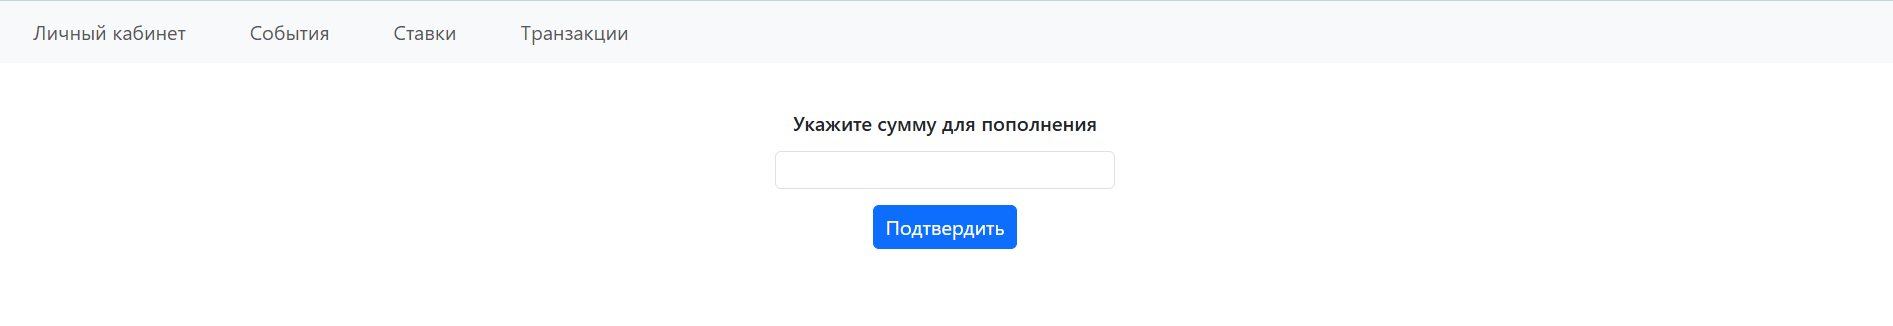 Личный кабинет События Ставки Транзакции
Укажите сумму для пополнения
Подтвердить